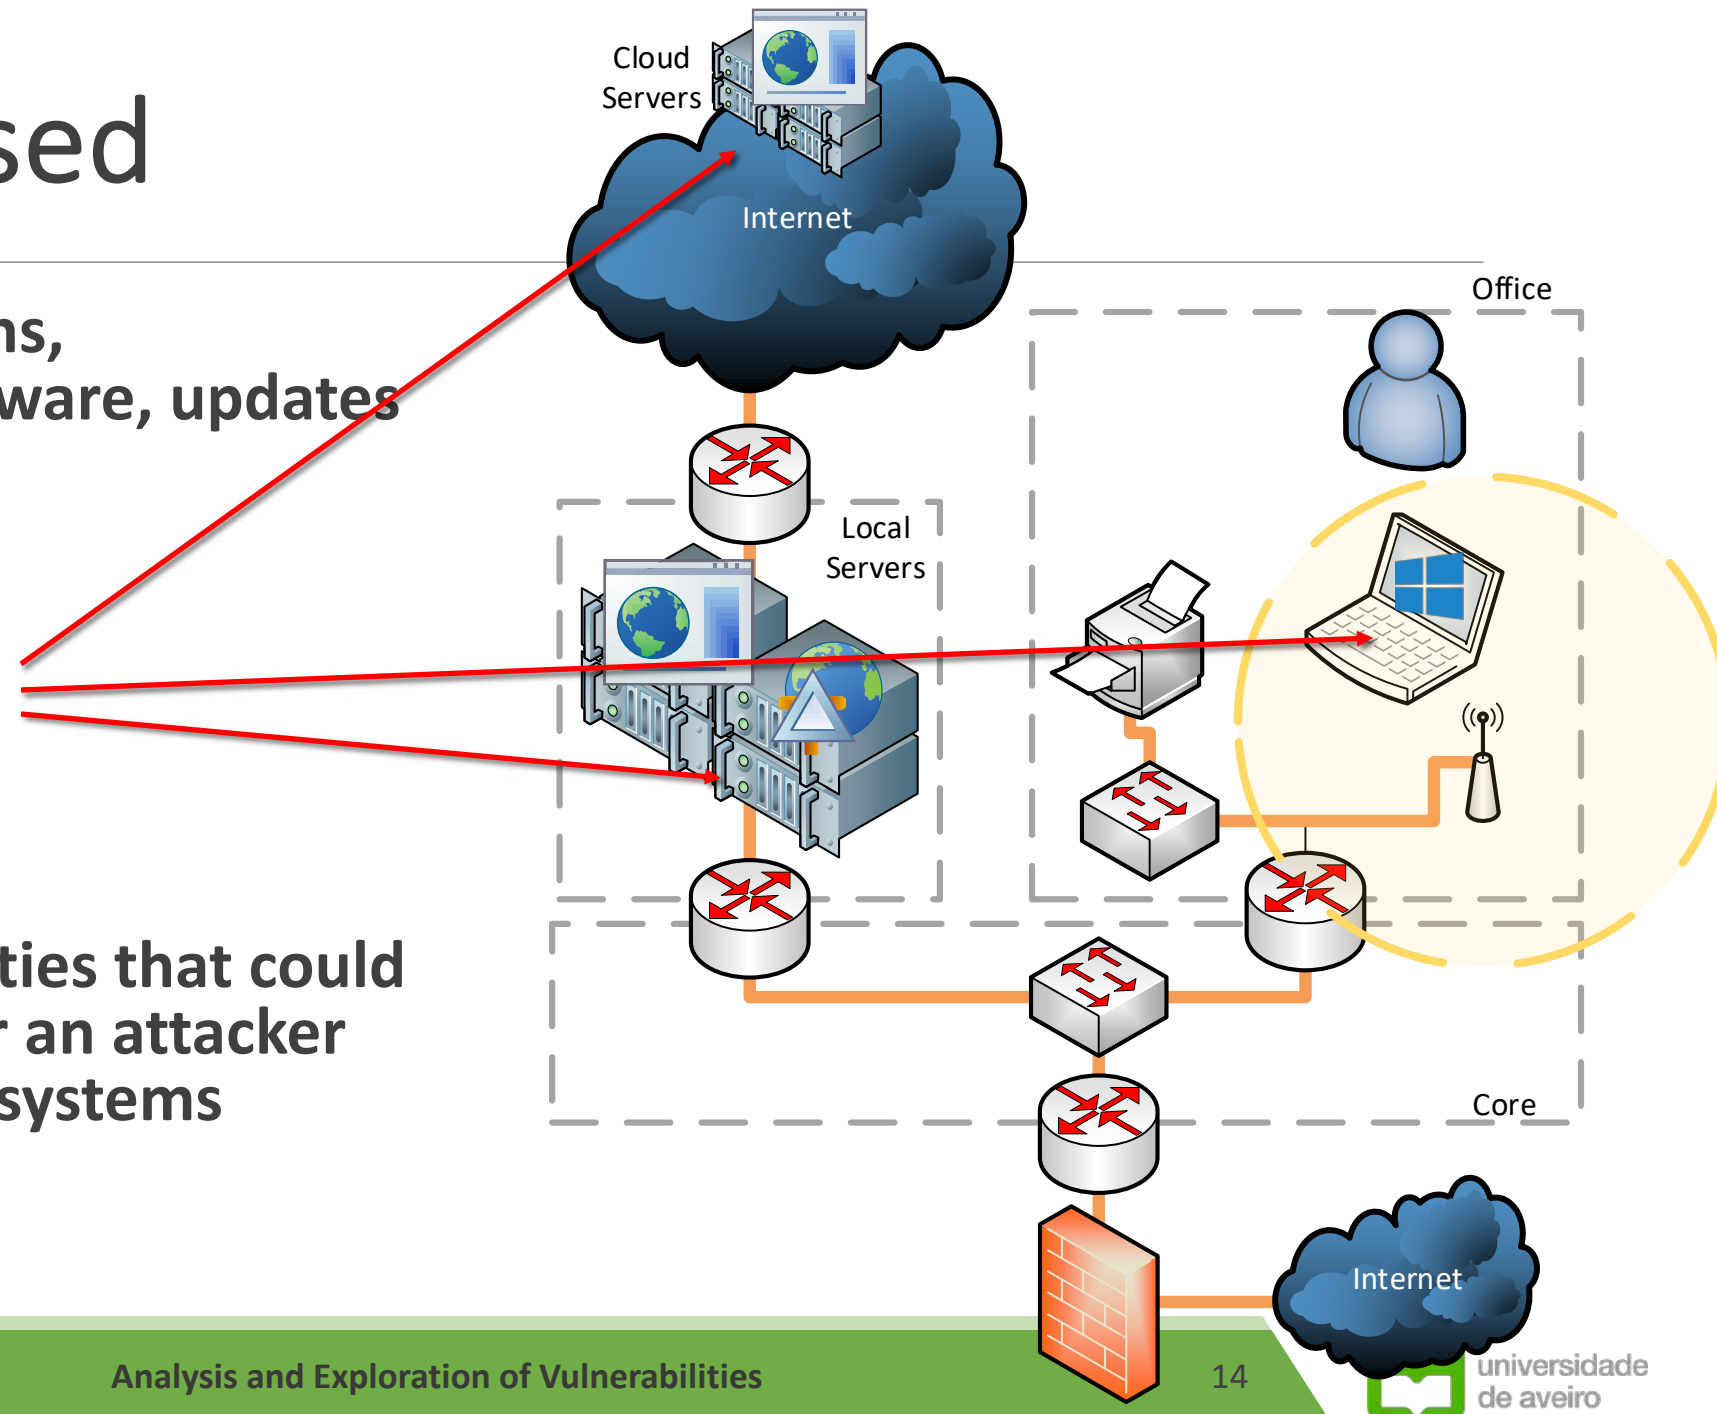 sed
ns,
ware, updates
ties that could
r an attacker
systems
Cloud
Servers
Internet
Office
Local
Servers
Core
Internet
Analysis and Exploration of Vulnerabilities
14
universidade
de aveiro